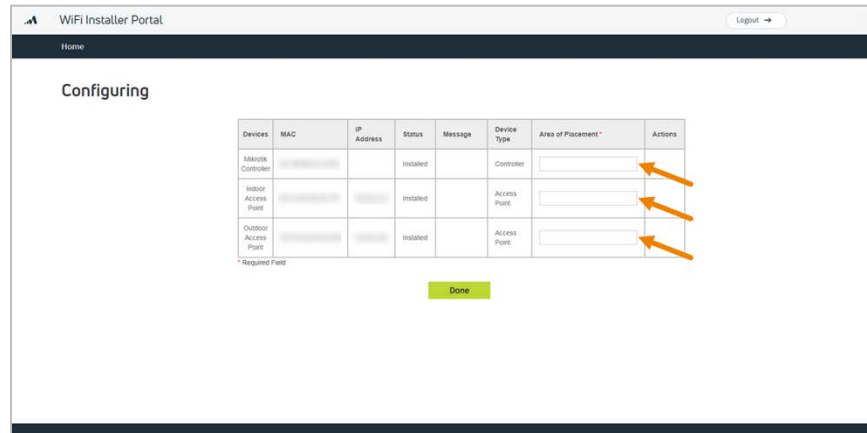 WiFi Installer Portal
Logout →
Home
Configuring
Devices MAC IP Address Status Message Device Type Area of Placement * Actions
Mikrotik Controller Installed Controller
Indoor Access Point Installed Access Point
Outdoor Access Point Installed Access Point
* Required Field
Done